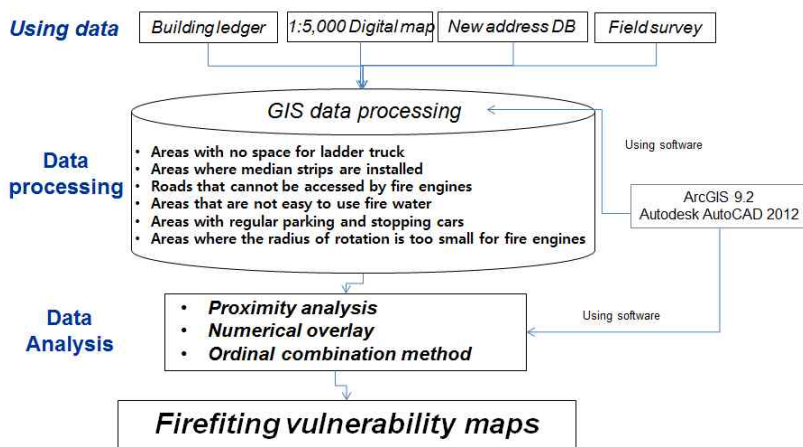 Using data
Building ledger
1:5,000 Digital map
New address DB
Field survey
GIS data processing
Using software
Data
processing
• Areas with no space for ladder truck
• Areas where median strips are installed
• Roads that cannot be accessed by fire engines
• Areas that are not easy to use fire water
• Areas with regular parking and stopping cars
• Areas where the radius of rotation is too small for fire engines
ArcGIS 9.2
Autodesk AutoCAD 2012
Data
Analysis
• Proximity analysis
• Numerical overlay
• Ordinal combination method
Using software
Firefiting vulnerability maps